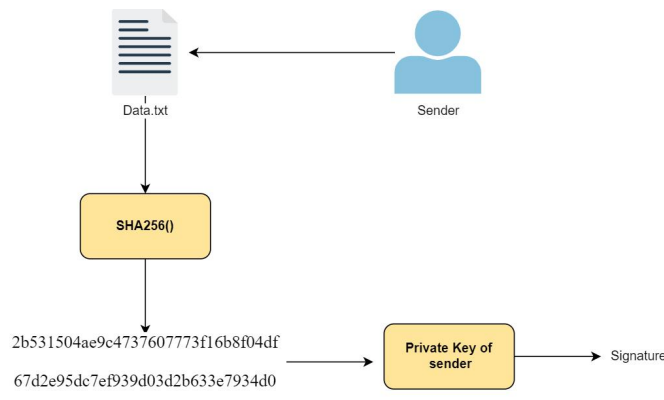 Data.txt
Sender
SHA256()
2b531504ae9c4737607773f16b8f04df
67d2e95dc7ef939d03d2b633e7934d0
Private Key of
sender
Signature